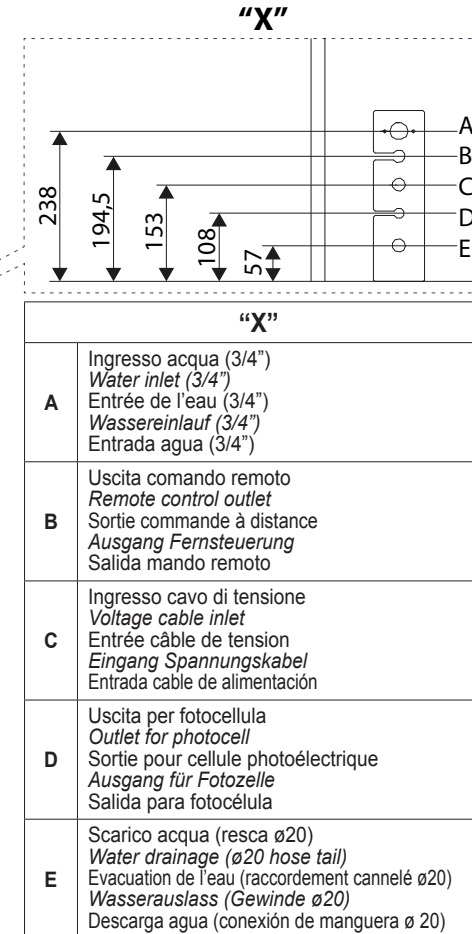 “X”
A
B
C
D
E
238
194,5
153
108
57
“X”
A
Ingresso acqua (3/4”)
Water inlet (3/4”)
Entrée de l’eau (3/4”)
Wassereinlauf (3/4”)
Entrada agua (3/4”)
B
Uscita comando remoto
Remote control outlet
Sortie commande à distance
Ausgang Fernsteuerung
Salida mando remoto
C
Ingresso cavo di tensione
Voltage cable inlet
Entrée câble de tension
Eingang Spannungskabel
Entrada cable de alimentación
D
Uscita per fotocellula
Outlet for photocell
Sortie pour cellule photoélectrique
Ausgang für Fotozelle
Salida para fotocélula
E
Scarico acqua (resca ø20)
Water drainage (ø20 hose tail)
Evacuation de l’eau (raccordement cannelé ø20)
Wasserauslass (Gewinde ø20)
Descarga agua (conexión de manguera ø 20)